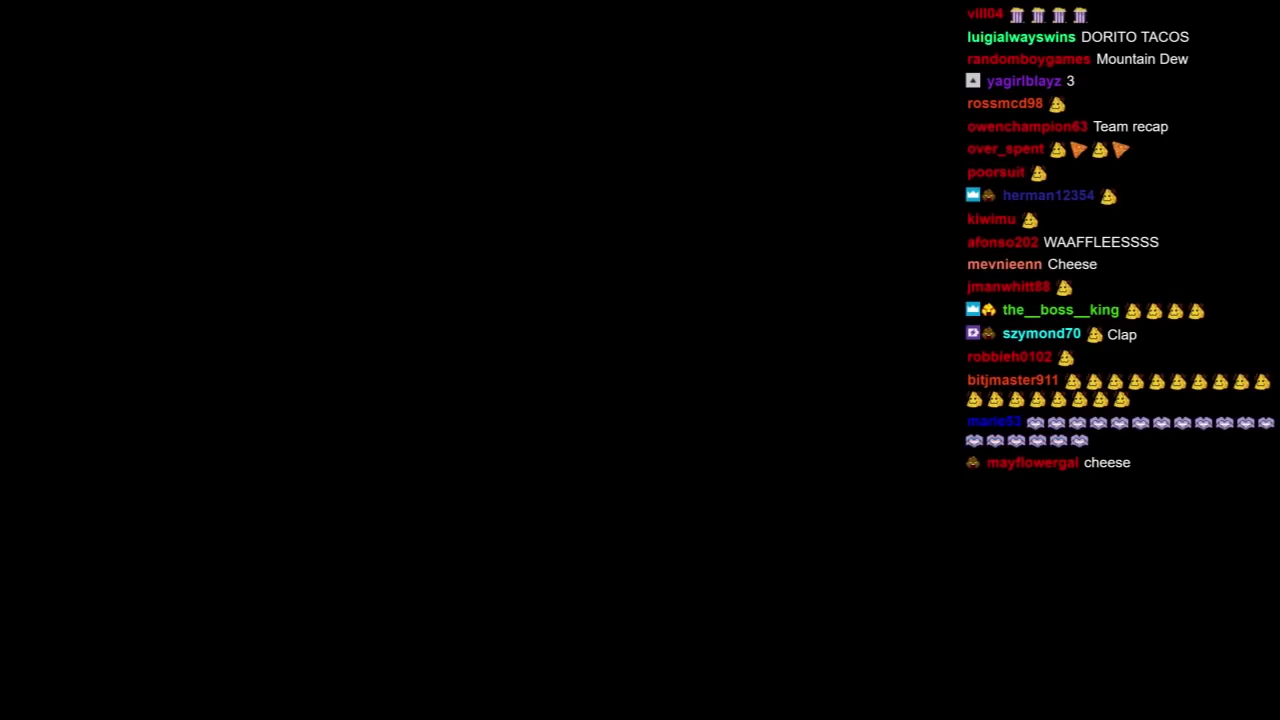 vill04
luigialwayswins DORITO TACOS
randomboygames Mountain Dew
yagirlblayz 3
rossmcd98
owenchampion63 Team recap
over_spent
poorsuit
herman12354
kiwimu
afonso202 WAAFFLEESSSS
mevnieenn Cheese
jmanwhitt88
the__boss__king
szymond70 Clap
robbieh0102
bitjmaster911
marie53
mayflowergal cheese